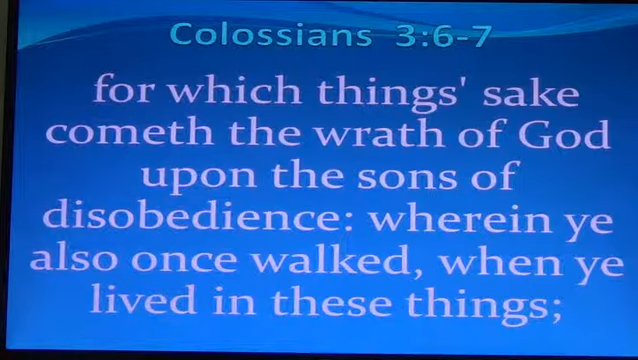 Colossians 3:6-7
for which things' sake
cometh the wrath of God
upon the sons of
disobedience: wherein ye
also once walked, when ye
lived in these things;